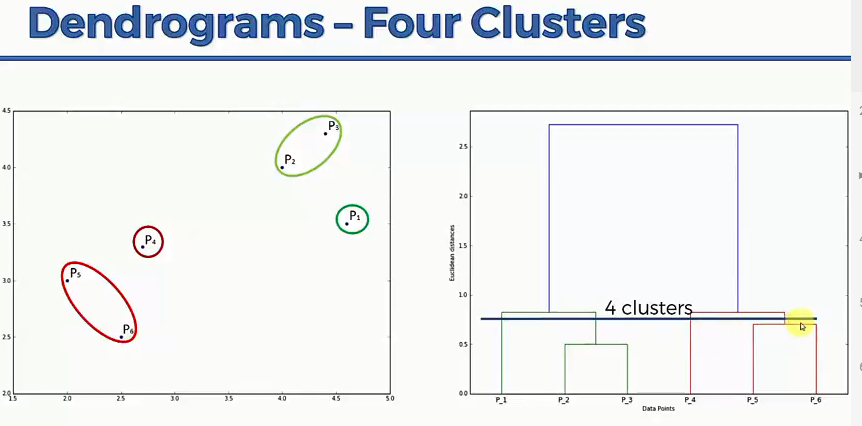 Dendrograms – Four Clusters
4.5
4.0
3.5
3.0
2.5
2.0
1.5
2.0
2.5
3.0
3.5
4.0
4.5
5.0
P₃
P₂
P₁
P₄
P₅
P₆
2.5
2.0
1.5
1.0
0.5
0.0
Euclidean distances
4 clusters
P_1
P_2
P_3
P_4
P_5
P_6
Data Points